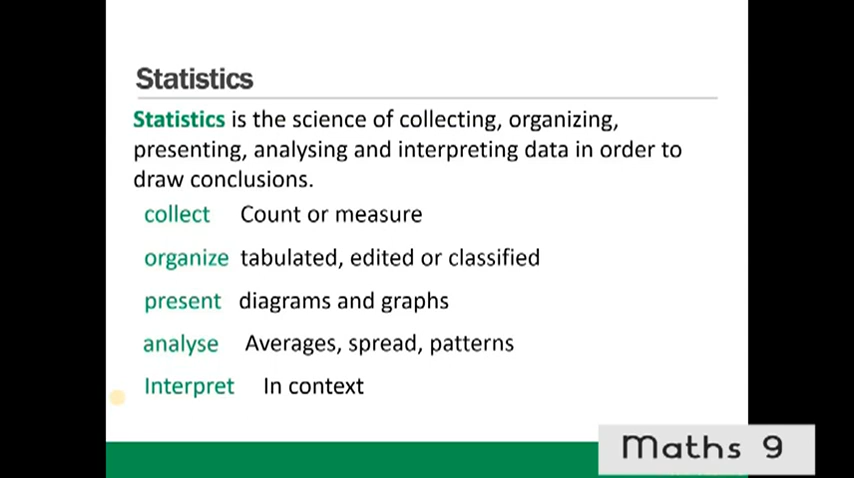 Statistics
Statistics is the science of collecting, organizing,
presenting, analysing and interpreting data in order to
draw conclusions.
collect Count or measure
organize tabulated, edited or classified
present diagrams and graphs
analyse Averages, spread, patterns
Interpret In context
Maths 9